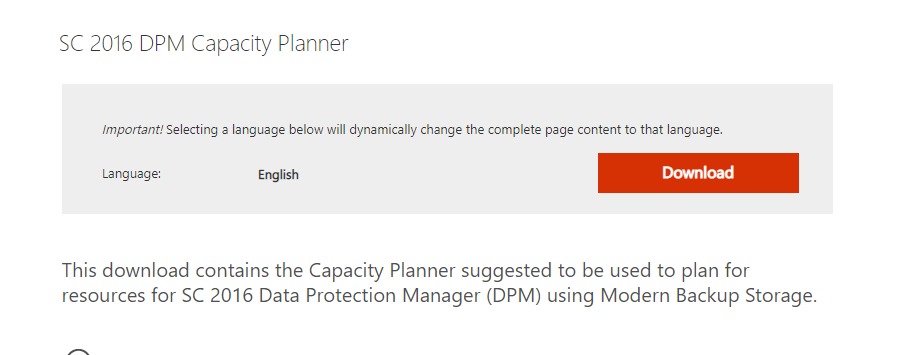 SC 2016 DPM Capacity Planner
Important! Selecting a language below will dynamically change the complete page content to that language.
Language: English Download
This download contains the Capacity Planner suggested to be used to plan for
resources for SC 2016 Data Protection Manager (DPM) using Modern Backup Storage.